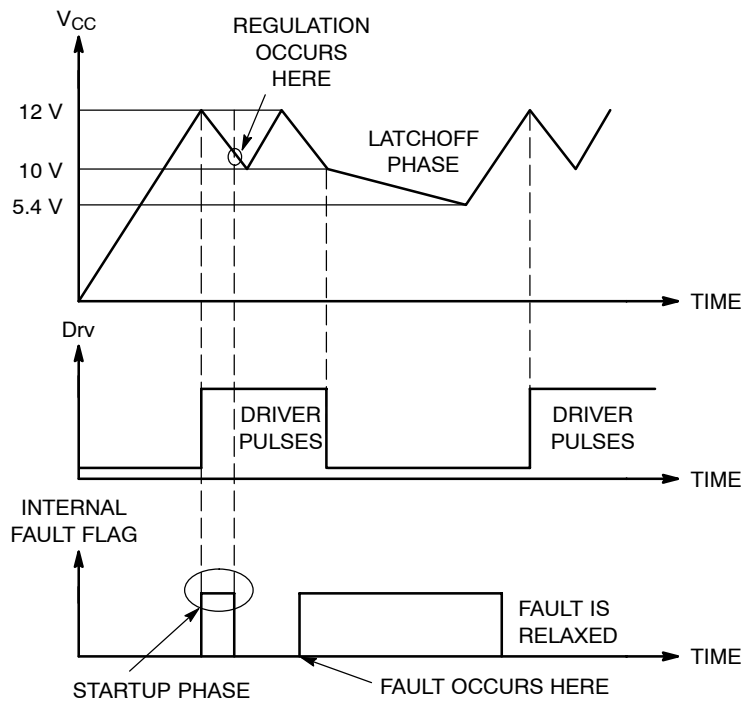 VCC
REGULATION
OCCURS
HERE
12 V
LATCHOFF
PHASE
10 V
5.4 V
TIME
Drv
DRIVER
PULSES
DRIVER
PULSES
TIME
INTERNAL
FAULT FLAG
FAULT IS
RELAXED
TIME
STARTUP PHASE
FAULT OCCURS HERE